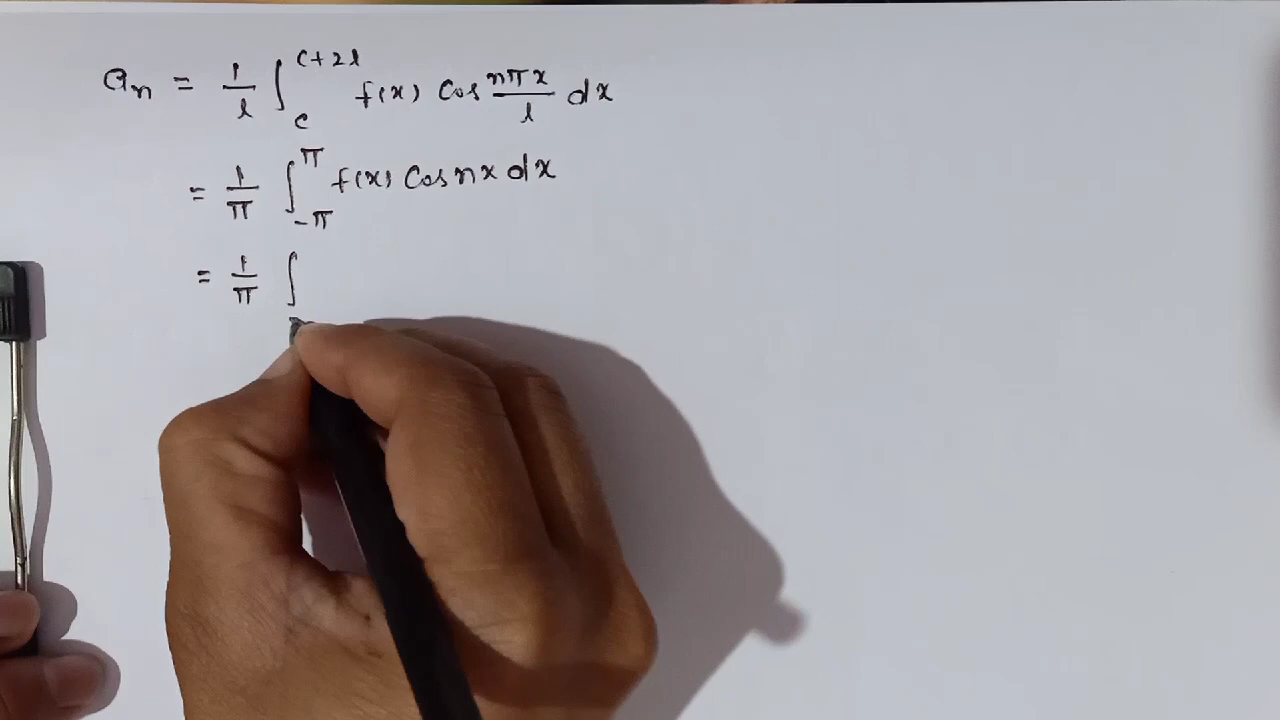 aₙ = 1/l ∫_c^{c+2l} f(x) cos nπx/l dx
= 1/π ∫_{-π}^{π} f(x) cos nx dx
= 1/π ∫